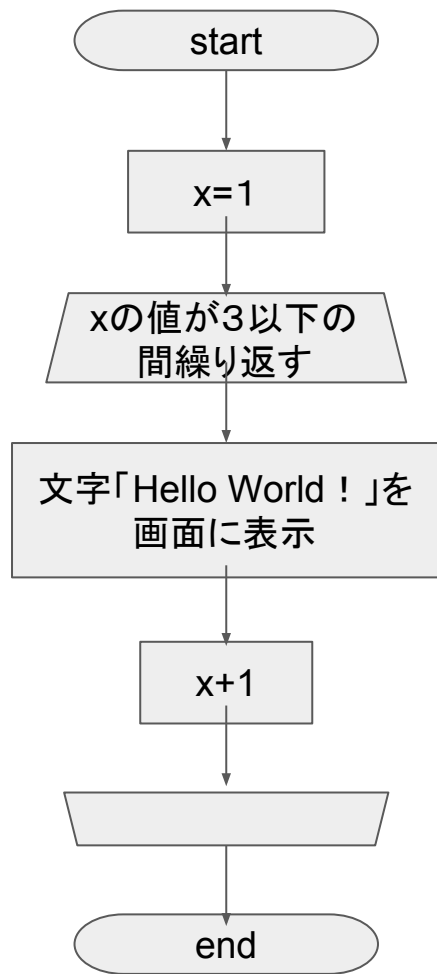 start
x=1
xの値が３以下の
間繰り返す
文字「Hello World！」を
画面に表示
x+1
end